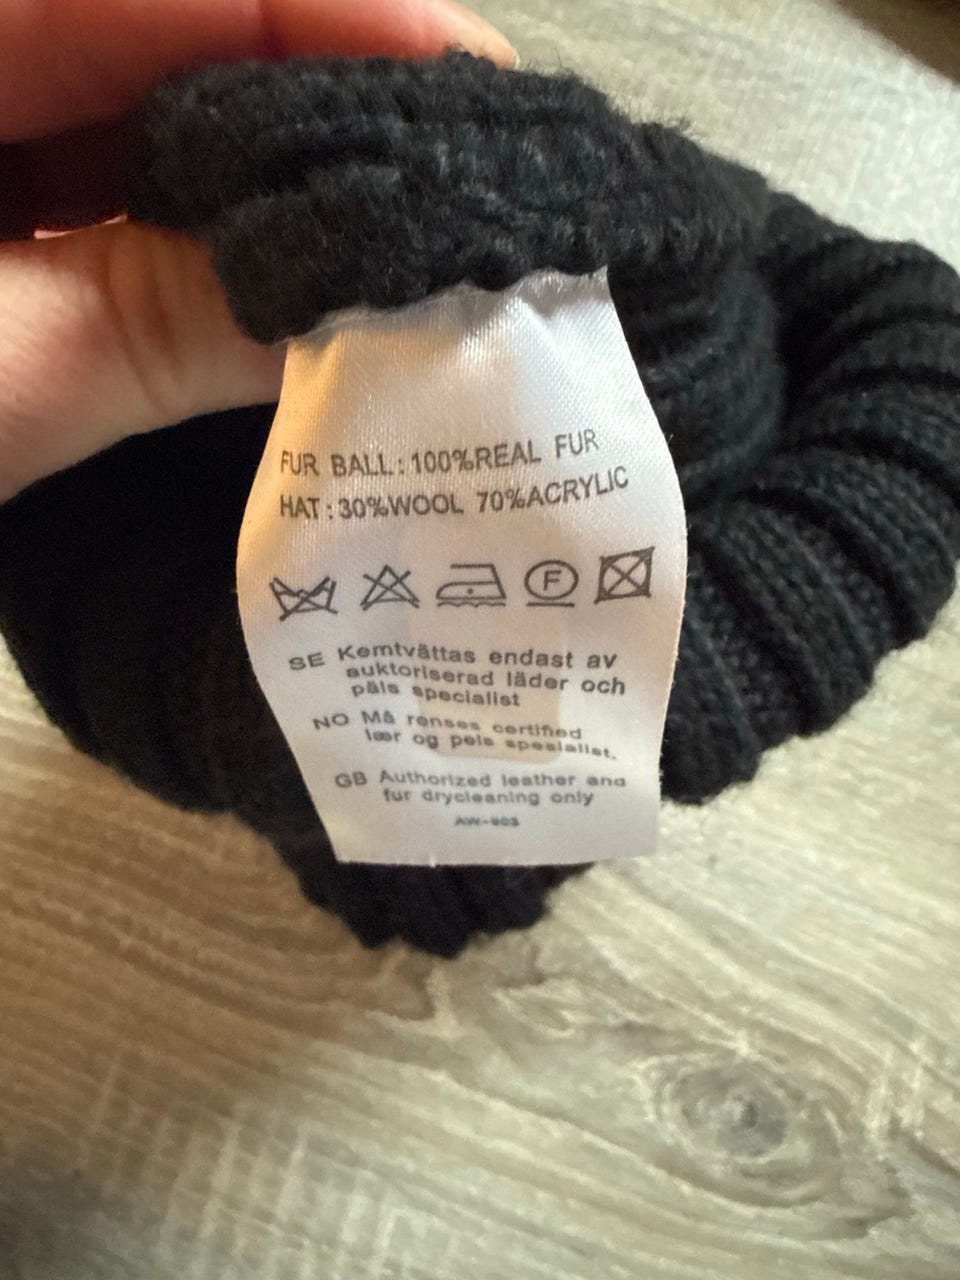 FUR BALL:100%REAL FUR
HAT:30%WOOL 70%ACRYLIC
F
SE Kemtvättas endast av
auktoriserad läder och
päls specialist
NO Må renses certified
lær og pels spesialist.
GB Authorized leather and
fur drycleaning only
AW-903